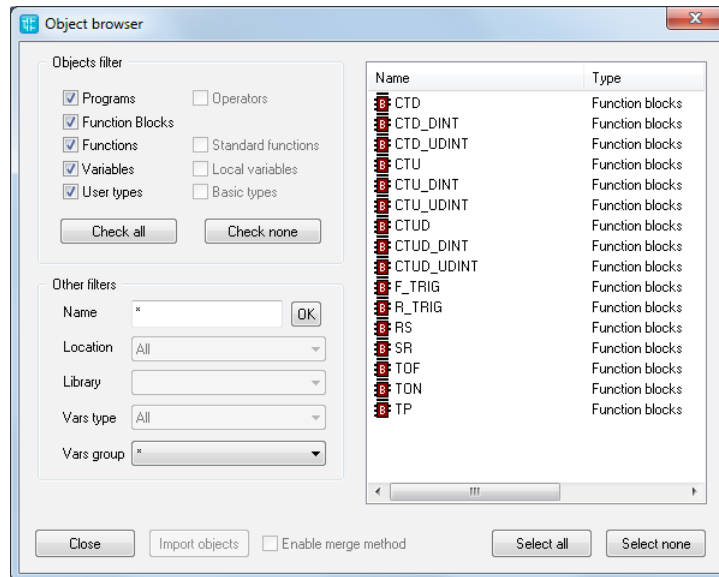 Object browser
Objects filter
Programs
Operators
Function Blocks
Functions
Standard functions
Variables
Local variables
User types
Basic types
Check all
Check none
Other filters
Name
*
OK
Location
All
Library
Vars type
All
Vars group
*
Name Type
CTD Function blocks
CTD_DINT Function blocks
CTD_UDINT Function blocks
CTU Function blocks
CTU_DINT Function blocks
CTU_UDINT Function blocks
CTUD Function blocks
CTUD_DINT Function blocks
CTUD_UDINT Function blocks
F_TRIG Function blocks
R_TRIG Function blocks
RS Function blocks
SR Function blocks
TOF Function blocks
TON Function blocks
TP Function blocks
Close
Import objects
Enable merge method
Select all
Select none